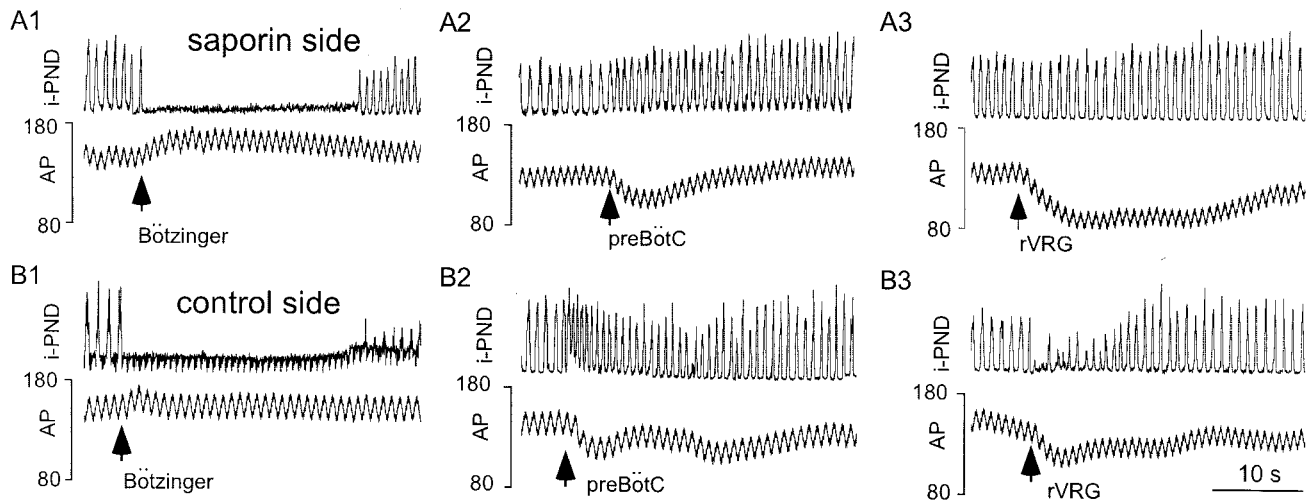 A1
saporin side
i-PND
180
AP
80
Bötzinger
A2
i-PND
180
AP
80
preBötC
A3
i-PND
180
AP
80
rVRG
B1
control side
i-PND
180
AP
80
Bötzinger
B2
i-PND
180
AP
80
preBötC
B3
i-PND
180
AP
80
rVRG
10 s